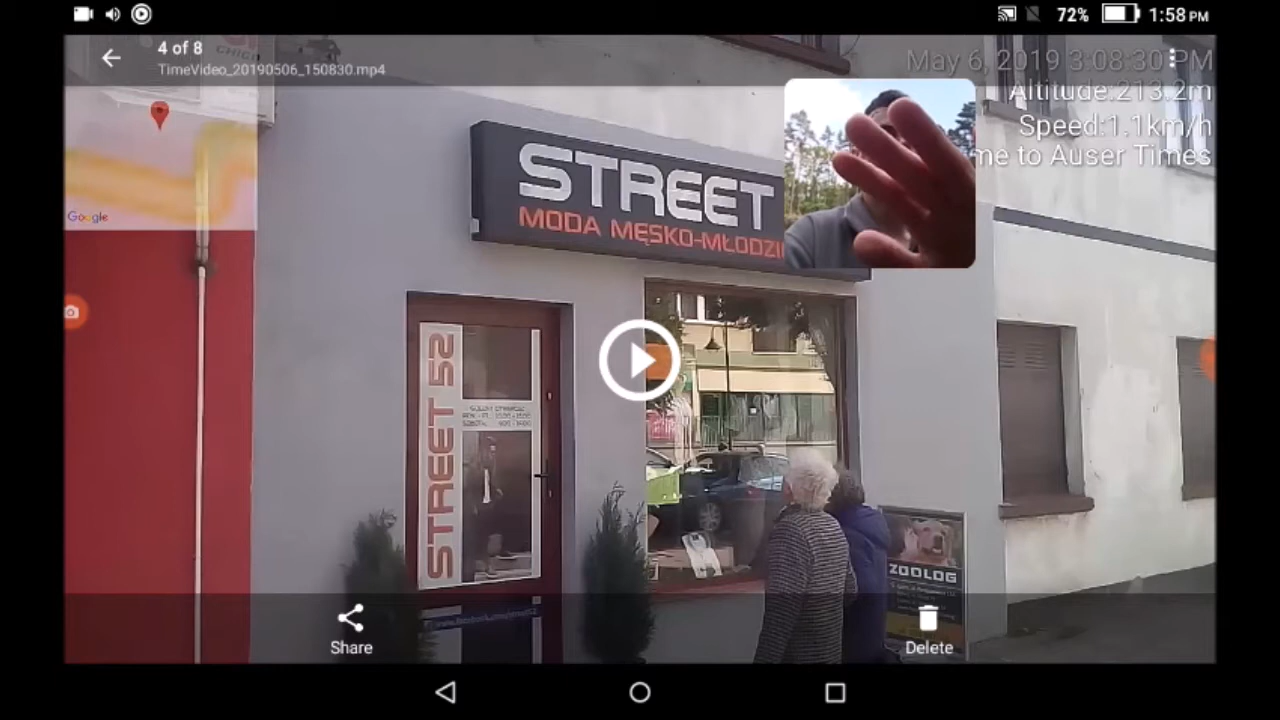 72% 1:58 PM
4 of 8
TimeVideo_20190506_150830.mp4
May 6, 2019 3:08:30 PM
Altitude:213.2m
Speed:1.1km/h
me to Auser Times
Google
STREET
MODA MĘSKO-MŁODZI
STREET 52
ZOOLOG
Share
Delete